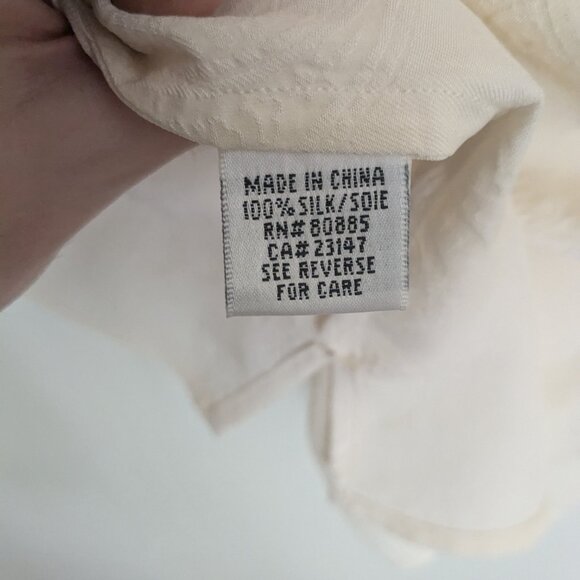 MADE IN CHINA
100% SILK/SOIE
RN# 80885
CA# 23147
SEE REVERSE
FOR CARE